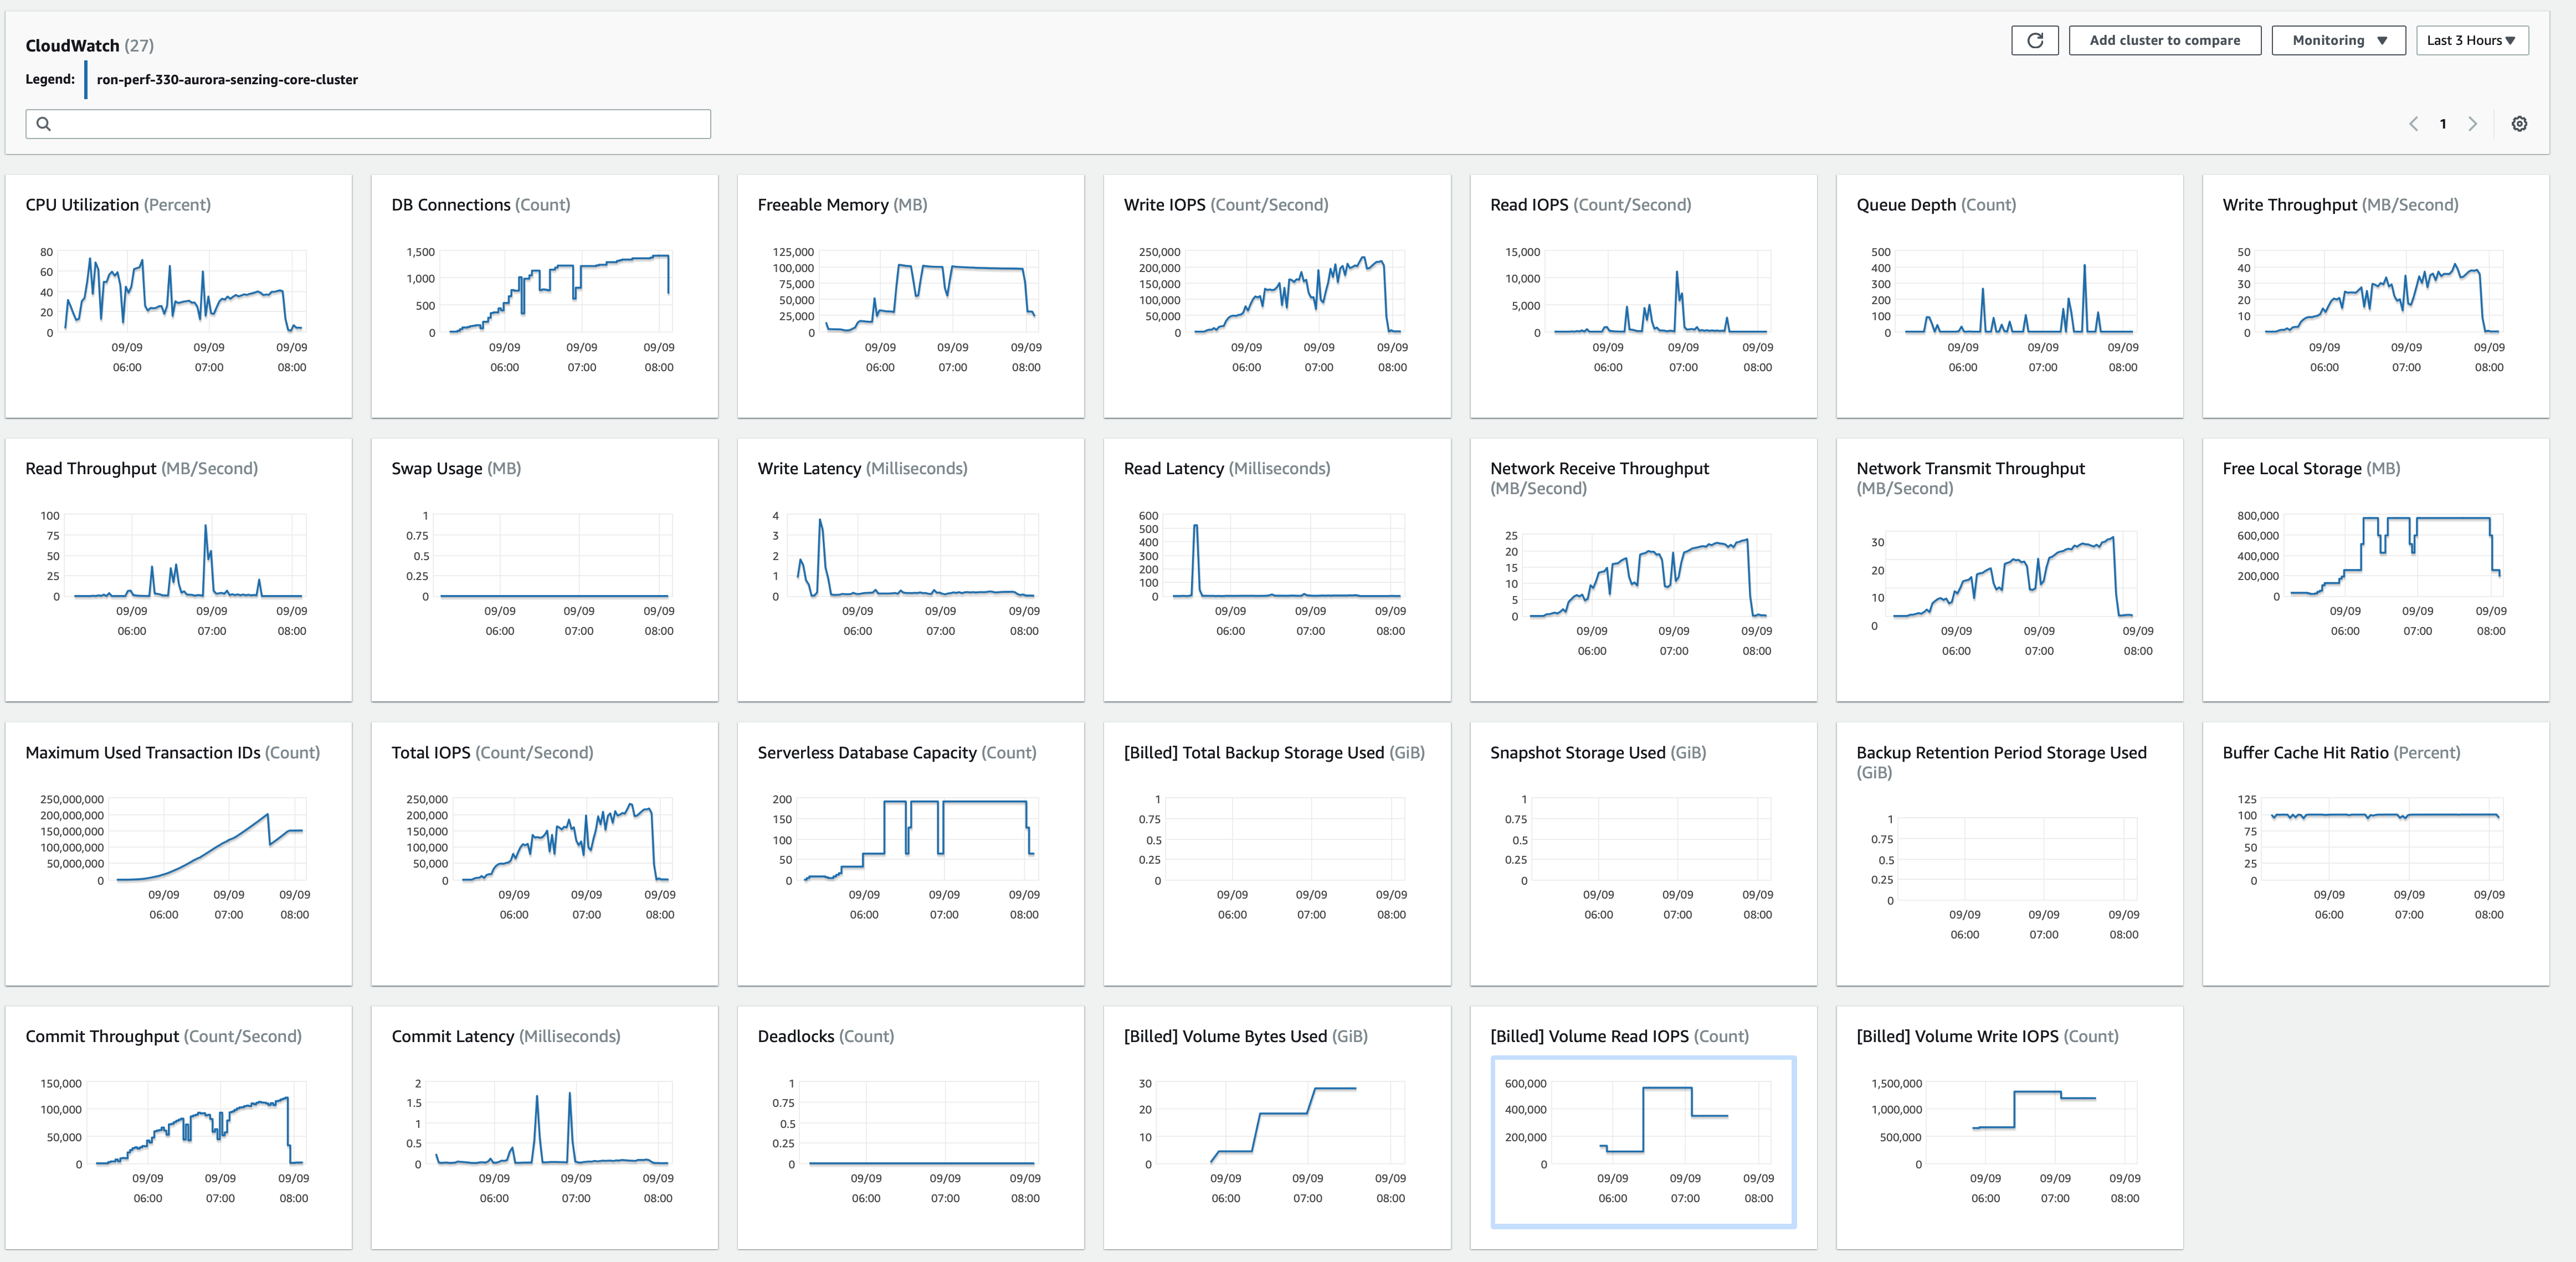 CloudWatch (27)
Add cluster to compare
Monitoring
Last 3 Hours
Legend:
ron-perf-330-aurora-senzing-core-cluster
1
CPU Utilization (Percent)
80
60
40
20
0
09/09 09/09 09/09
06:00 07:00 08:00
DB Connections (Count)
1,500
1,000
500
0
09/09 09/09 09/09
06:00 07:00 08:00
Freeable Memory (MB)
125,000
100,000
75,000
50,000
25,000
0
09/09 09/09 09/09
06:00 07:00 08:00
Write IOPS (Count/Second)
250,000
200,000
150,000
100,000
50,000
0
09/09 09/09 09/09
06:00 07:00 08:00
Read IOPS (Count/Second)
15,000
10,000
5,000
0
09/09 09/09 09/09
06:00 07:00 08:00
Queue Depth (Count)
500
400
300
200
100
0
09/09 09/09 09/09
06:00 07:00 08:00
Write Throughput (MB/Second)
50
40
30
20
10
0
09/09 09/09 09/09
06:00 07:00 08:00
Read Throughput (MB/Second)
100
75
50
25
0
09/09 09/09 09/09
06:00 07:00 08:00
Swap Usage (MB)
1
0.75
0.5
0.25
0
09/09 09/09 09/09
06:00 07:00 08:00
Write Latency (Milliseconds)
4
3
2
1
0
09/09 09/09 09/09
06:00 07:00 08:00
Read Latency (Milliseconds)
600
500
400
300
200
100
0
09/09 09/09 09/09
06:00 07:00 08:00
Network Receive Throughput
(MB/Second)
25
20
15
10
5
0
09/09 09/09 09/09
06:00 07:00 08:00
Network Transmit Throughput
(MB/Second)
30
20
10
0
09/09 09/09 09/09
06:00 07:00 08:00
Free Local Storage (MB)
800,000
600,000
400,000
200,000
0
09/09 09/09 09/09
06:00 07:00 08:00
Maximum Used Transaction IDs (Count)
250,000,000
200,000,000
150,000,000
100,000,000
50,000,000
0
09/09 09/09 09/09
06:00 07:00 08:00
Total IOPS (Count/Second)
250,000
200,000
150,000
100,000
50,000
0
09/09 09/09 09/09
06:00 07:00 08:00
Serverless Database Capacity (Count)
200
150
100
50
0
09/09 09/09 09/09
06:00 07:00 08:00
[Billed] Total Backup Storage Used (GiB)
1
0.75
0.5
0.25
0
09/09 09/09 09/09
06:00 07:00 08:00
Snapshot Storage Used (GiB)
1
0.75
0.5
0.25
0
09/09 09/09 09/09
06:00 07:00 08:00
Backup Retention Period Storage Used
(GiB)
1
0.75
0.5
0.25
0
09/09 09/09 09/09
06:00 07:00 08:00
Buffer Cache Hit Ratio (Percent)
125
100
75
50
25
0
09/09 09/09 09/09
06:00 07:00 08:00
Commit Throughput (Count/Second)
150,000
100,000
50,000
0
09/09 09/09 09/09
06:00 07:00 08:00
Commit Latency (Milliseconds)
2
1.5
1
0.5
0
09/09 09/09 09/09
06:00 07:00 08:00
Deadlocks (Count)
1
0.75
0.5
0.25
0
09/09 09/09 09/09
06:00 07:00 08:00
[Billed] Volume Bytes Used (GiB)
30
20
10
0
09/09 09/09 09/09
06:00 07:00 08:00
[Billed] Volume Read IOPS (Count)
600,000
400,000
200,000
0
09/09 09/09 09/09
06:00 07:00 08:00
[Billed] Volume Write IOPS (Count)
1,500,000
1,000,000
500,000
0
09/09 09/09 09/09
06:00 07:00 08:00